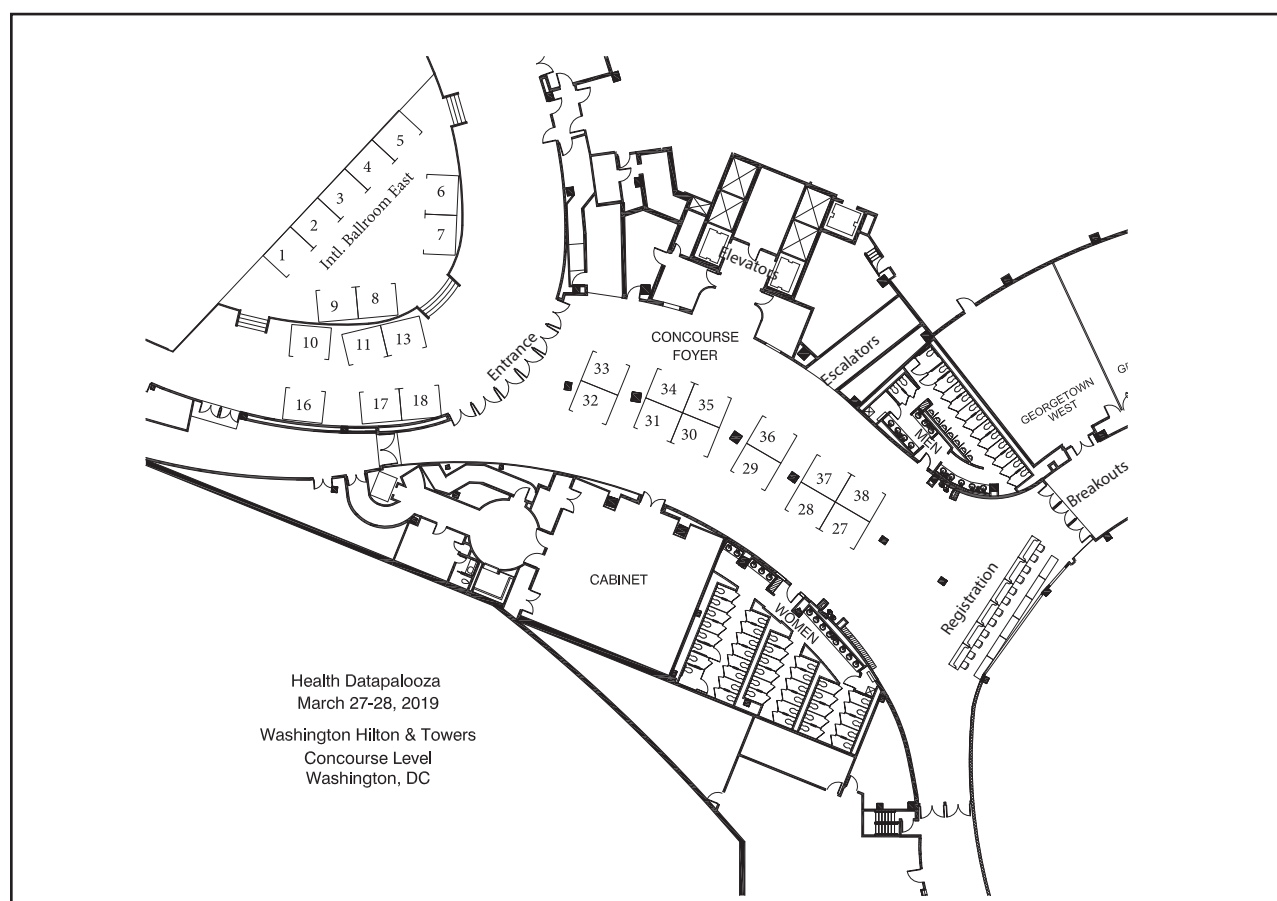 1
2
3
4
5
Intl. Ballroom East
6
7
9
8
10
11
13
16
17
18
Entrance
Elevators
CONCOURSE
FOYER
Escalators
33
32
34
35
31
30
36
29
37
38
28
27
MEN
GEORGETOWN
WEST
Breakouts
CABINET
WOMEN
Registration
Health Datapalooza
March 27-28, 2019
Washington Hilton & Towers
Concourse Level
Washington, DC